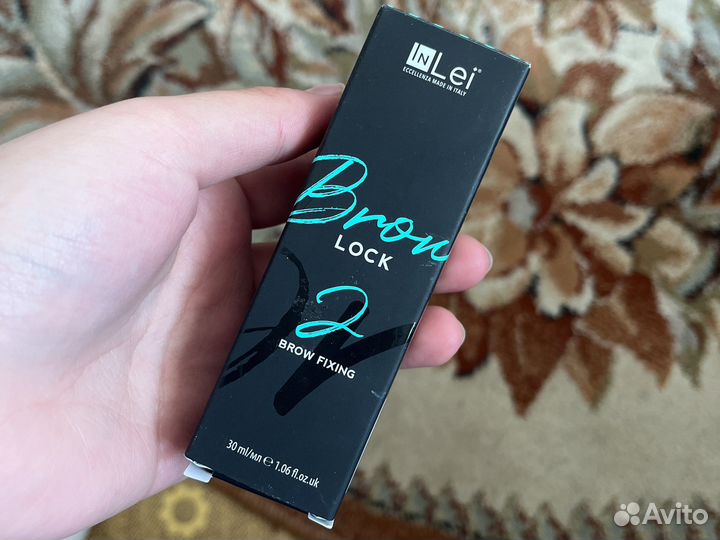 INLei®
ECCELLENZA MADE IN ITALY
Brow
LOCK
2
BROW FIXING
30 ml/мл ℮ 1.06 fl.oz.uk
Avito